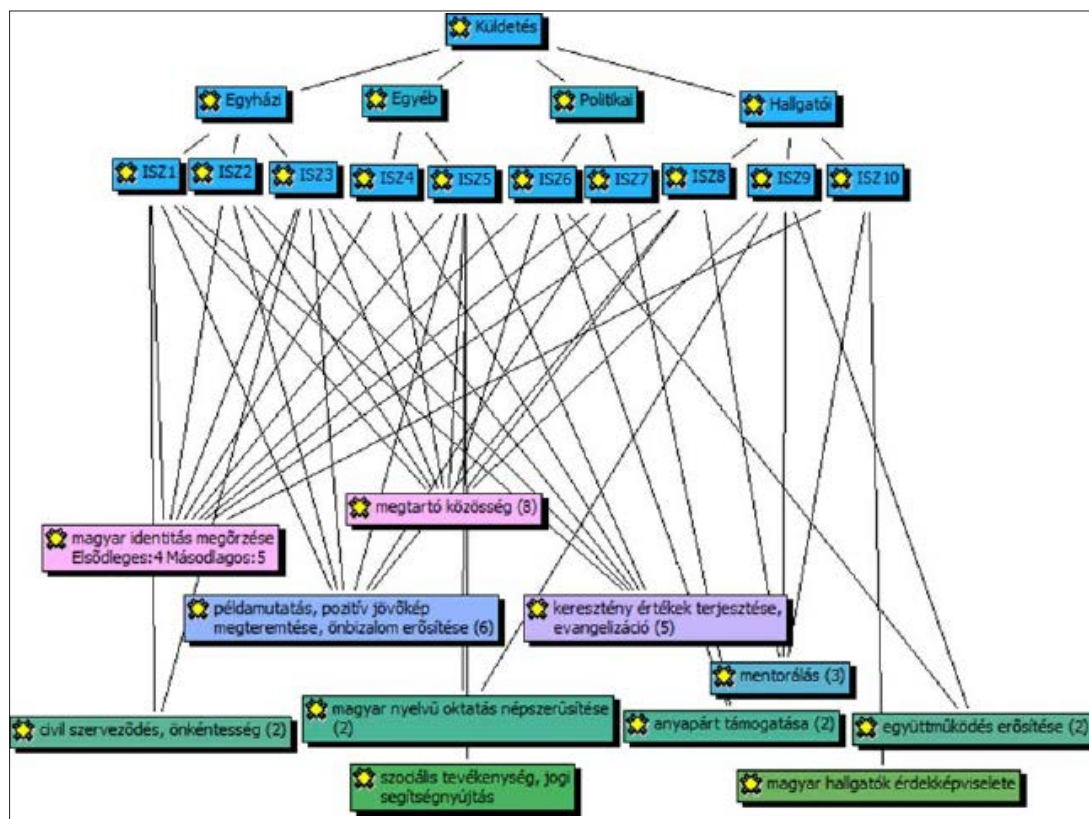 Küldetés
Egyházi
Egyéb
Politikai
Hallgatói
ISZ1
ISZ2
ISZ3
ISZ4
ISZ5
ISZ6
ISZ7
ISZ8
ISZ9
ISZ10
megtartó közösség (8)
magyar identitás megőrzése
Elsődleges:4 Másodlagos:5
példamutatás, pozitív jövőkép
megteremtése, önbizalom erősítése (6)
keresztény értékek terjesztése,
evangelizáció (5)
mentorálás (3)
civil szerveződés, önkéntesség (2)
magyar nyelvű oktatás népszerűsítése
(2)
anyapárt támogatása (2)
együttműködés erősítése (2)
szociális tevékenység, jogi
segítségnyújtás
magyar hallgatók érdekképviselete